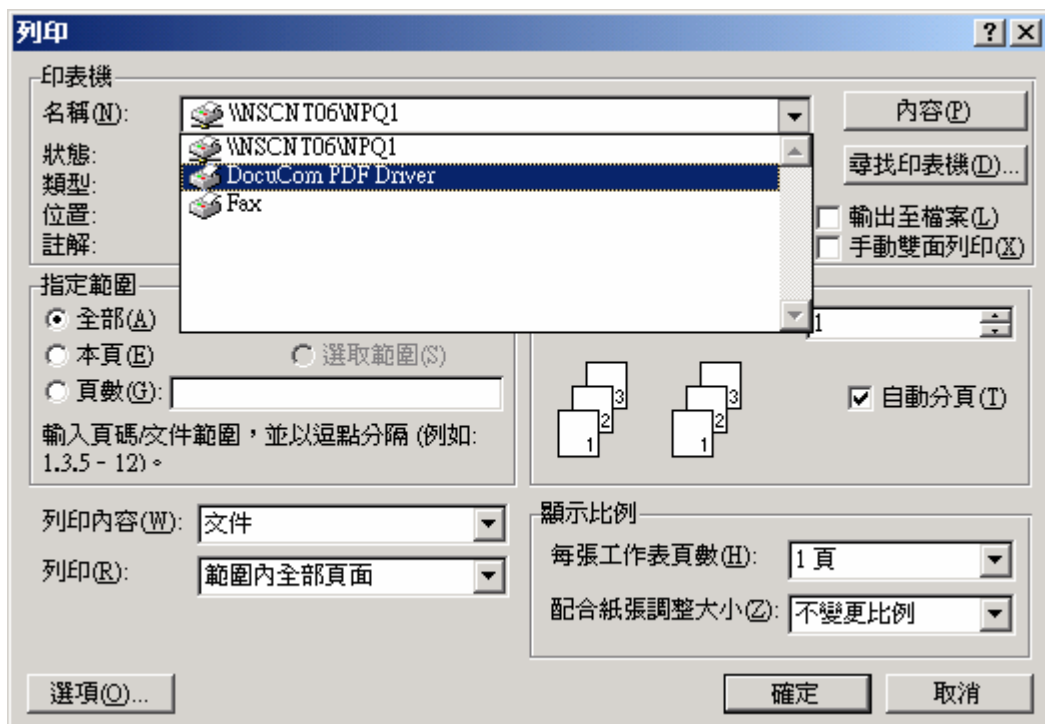 列印
印表機
名稱(N): \\NSCNT06\NPQ1 內容(P)
\\NSCNT06\NPQ1
狀態: DocuCom PDF Driver 尋找印表機(D)...
類型: Fax
位置: 輸出至檔案(L)
註解: 手動雙面列印(X)
指定範圍
全部(A) 1
本頁(E) 選取範圍(S)
頁數(G): 自動分頁(T)
輸入頁碼/文件範圍，並以逗點分隔 (例如:
1.3.5 - 12)。
1 2 3 1 2 3
列印內容(W): 文件
列印(R): 範圍內全部頁面
顯示比例
每張工作表頁數(H): 1 頁
配合紙張調整大小(Z): 不變更比例
選項(O)... 確定 取消